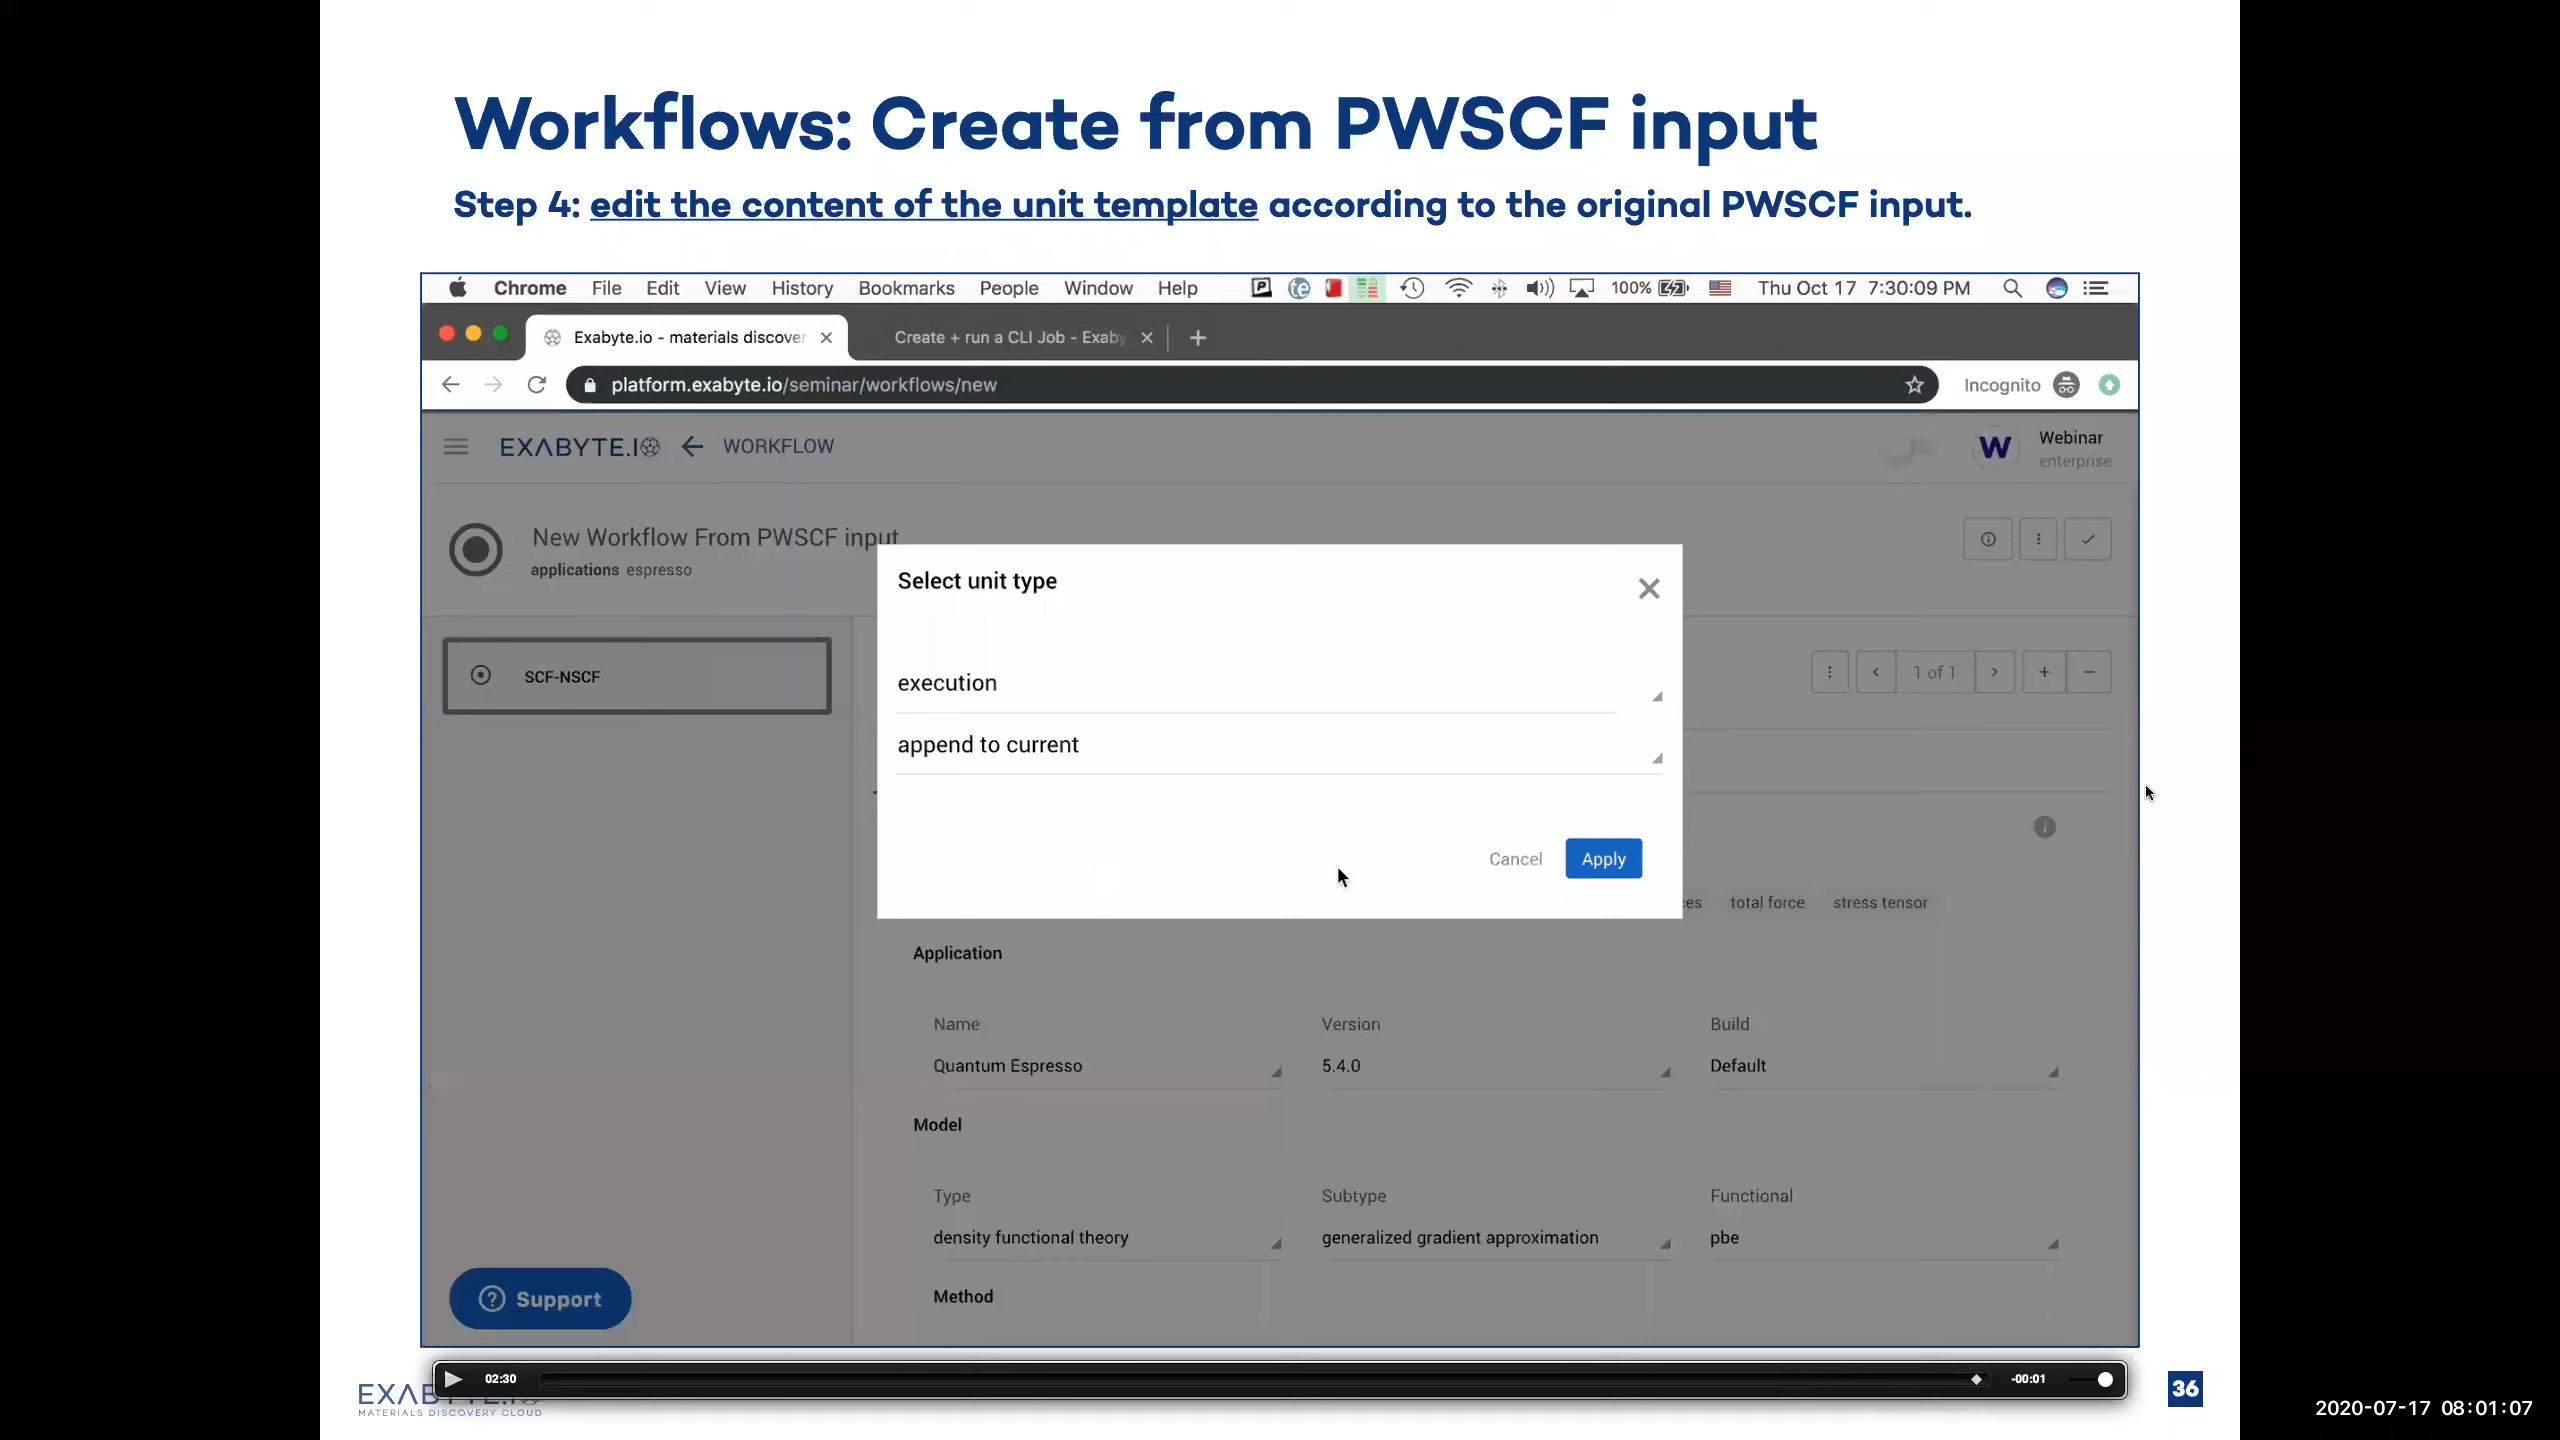 Workflows: Create from PWSCF input
Step 4: edit the content of the unit template according to the original PWSCF input.
Chrome File Edit View History Bookmarks People Window Help 100% Thu Oct 17 7:30:09 PM
Exabyte.io - materials discover Create + run a CLI Job - Exaby
platform.exabyte.io/seminar/workflows/new Incognito
EXABYTE.IO WORKFLOW W Webinar
enterprise
New Workflow From PWSCF input
applications espresso
Select unit type
SCF-NSCF
execution
1 of 1
append to current
Cancel Apply
total force stress tensor
Application
Name Version Build
Quantum Espresso 5.4.0 Default
Model
Type Subtype Functional
density functional theory generalized gradient approximation pbe
Method
Support
02:30 -00:01
MATERIALS DISCOVERY CLOUD
36
2020-07-17 08:01:07